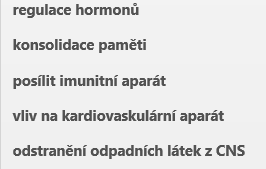 regulace hormonů
konsolidace paměti
posílit imunitní aparát
vliv na kardiovaskulární aparát
odstranění odpadních látek z CNS